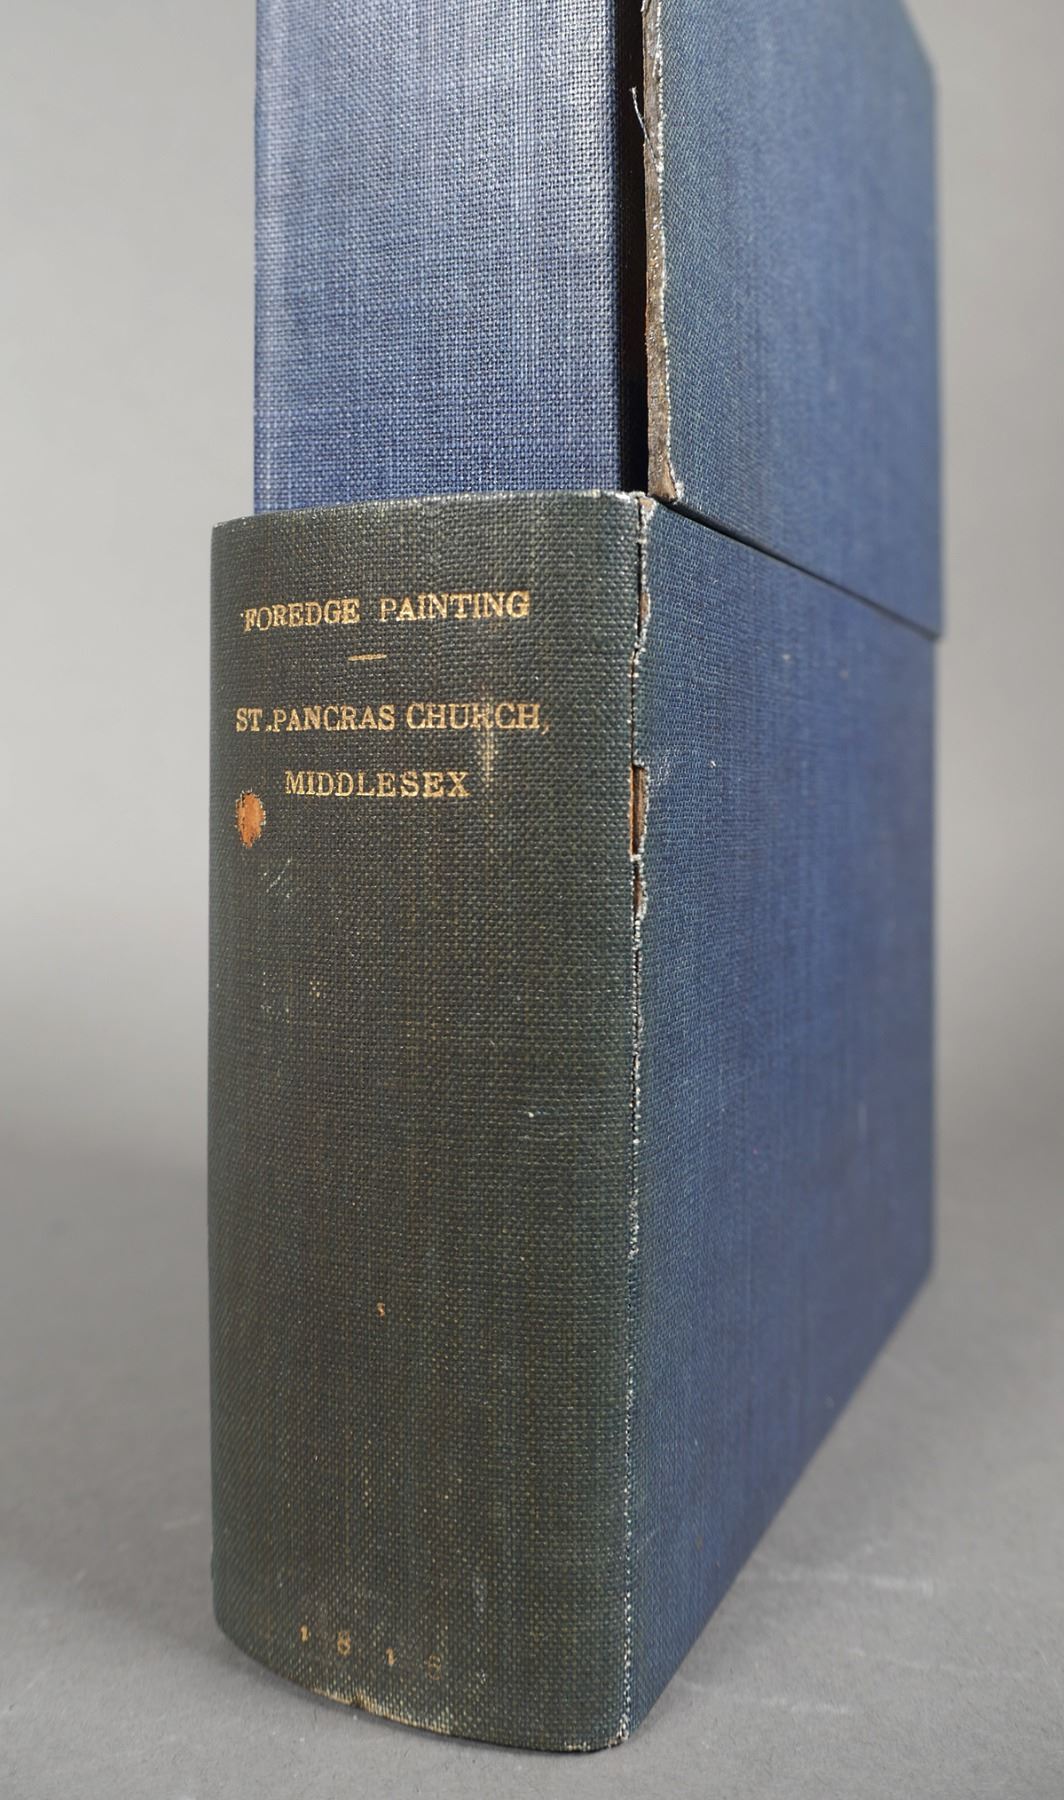 FOREDGE PAINTING
ST. PANCRAS CHURCH,
MIDDLESEX